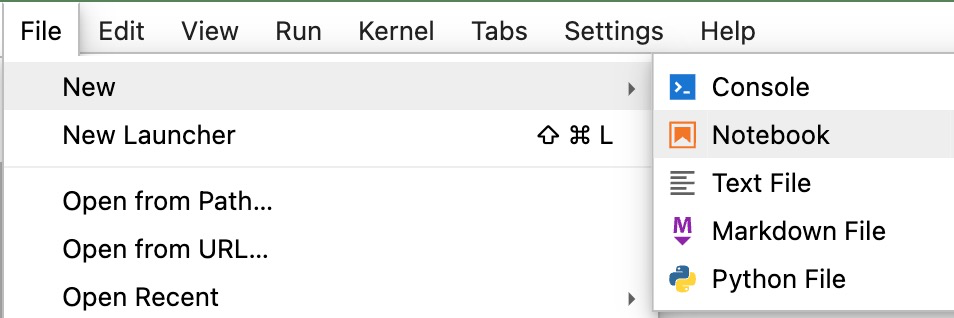 File Edit View Run Kernel Tabs Settings Help
New
New Launcher ⇧ ⌘ L
Open from Path...
Open from URL...
Open Recent
Console
Notebook
Text File
Markdown File
Python File